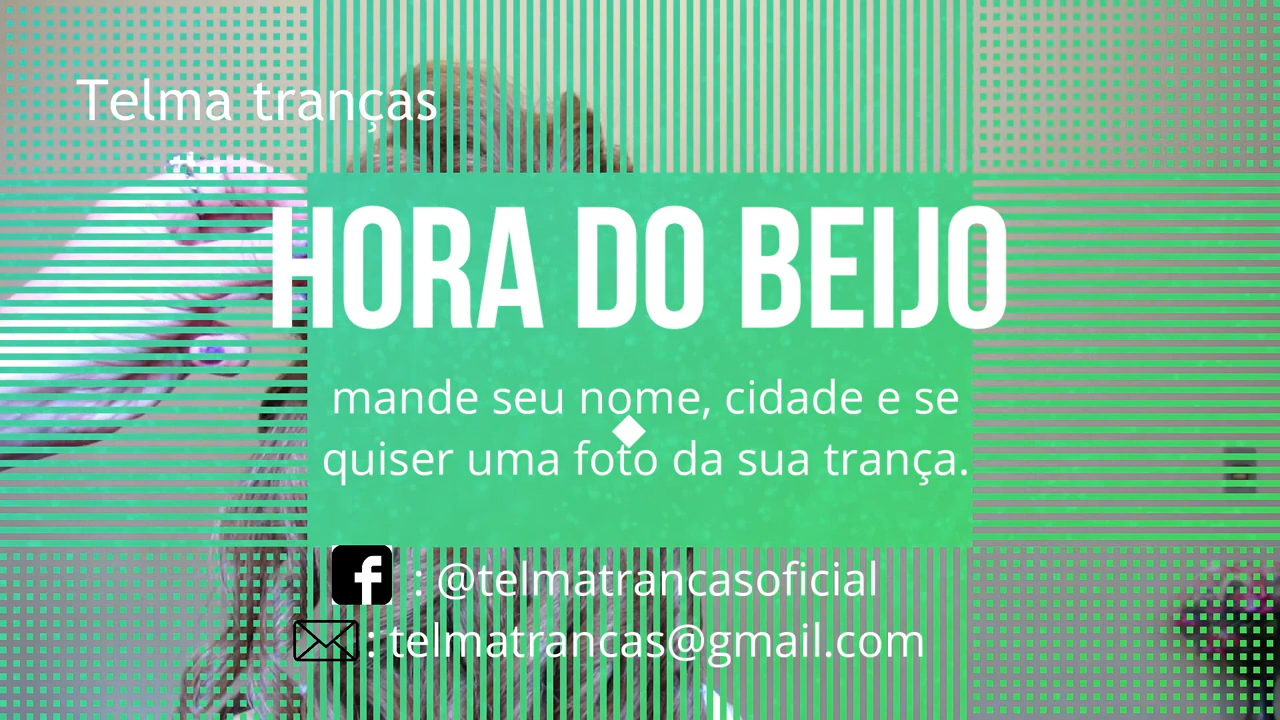 Telma tranças
HORA DO BEIJO
mande seu nome, cidade e se
quiser uma foto da sua trança.
f : @telmatrancasoficial
: telmatrancas@gmail.com